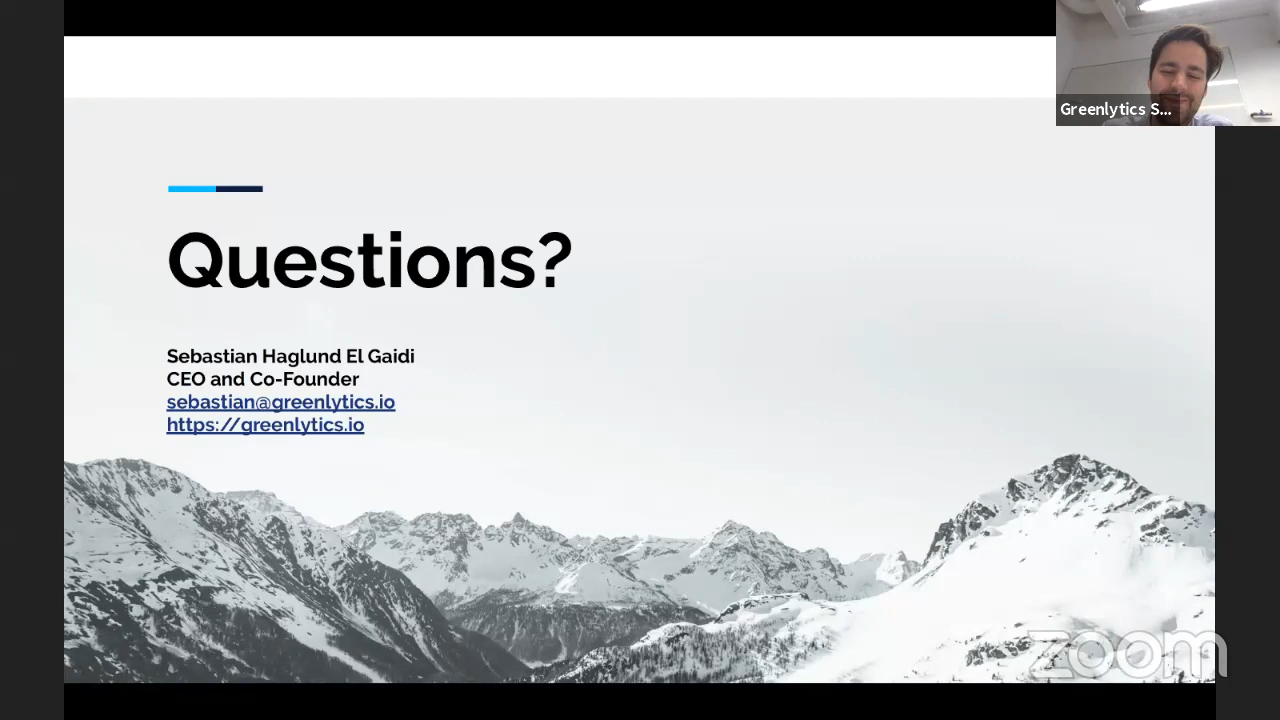 Greenlytics S...
Questions?
Sebastian Haglund El Gaidi
CEO and Co-Founder
sebastian@greenlytics.io
https://greenlytics.io
zoom